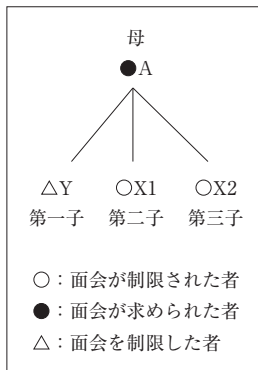 母
●A
△Y ○X1 ○X2
第一子 第二子 第三子
○：面会が制限された者
●：面会が求められた者
△：面会を制限した者